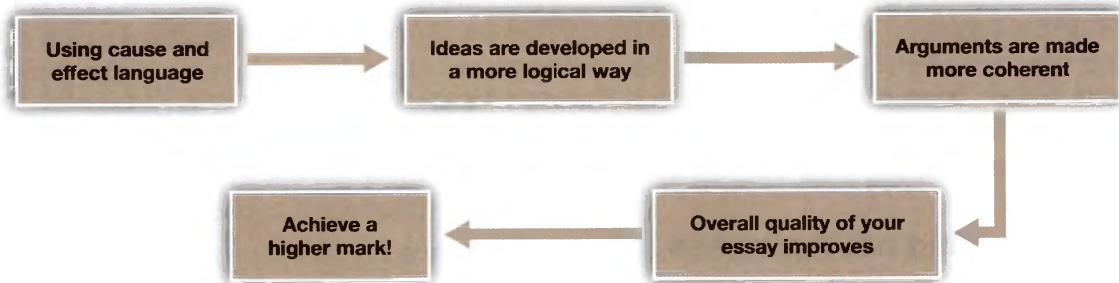 Using cause and
effect language
Ideas are developed in
a more logical way
Arguments are made
more coherent
Overall quality of your
essay improves
Achieve a
higher mark!